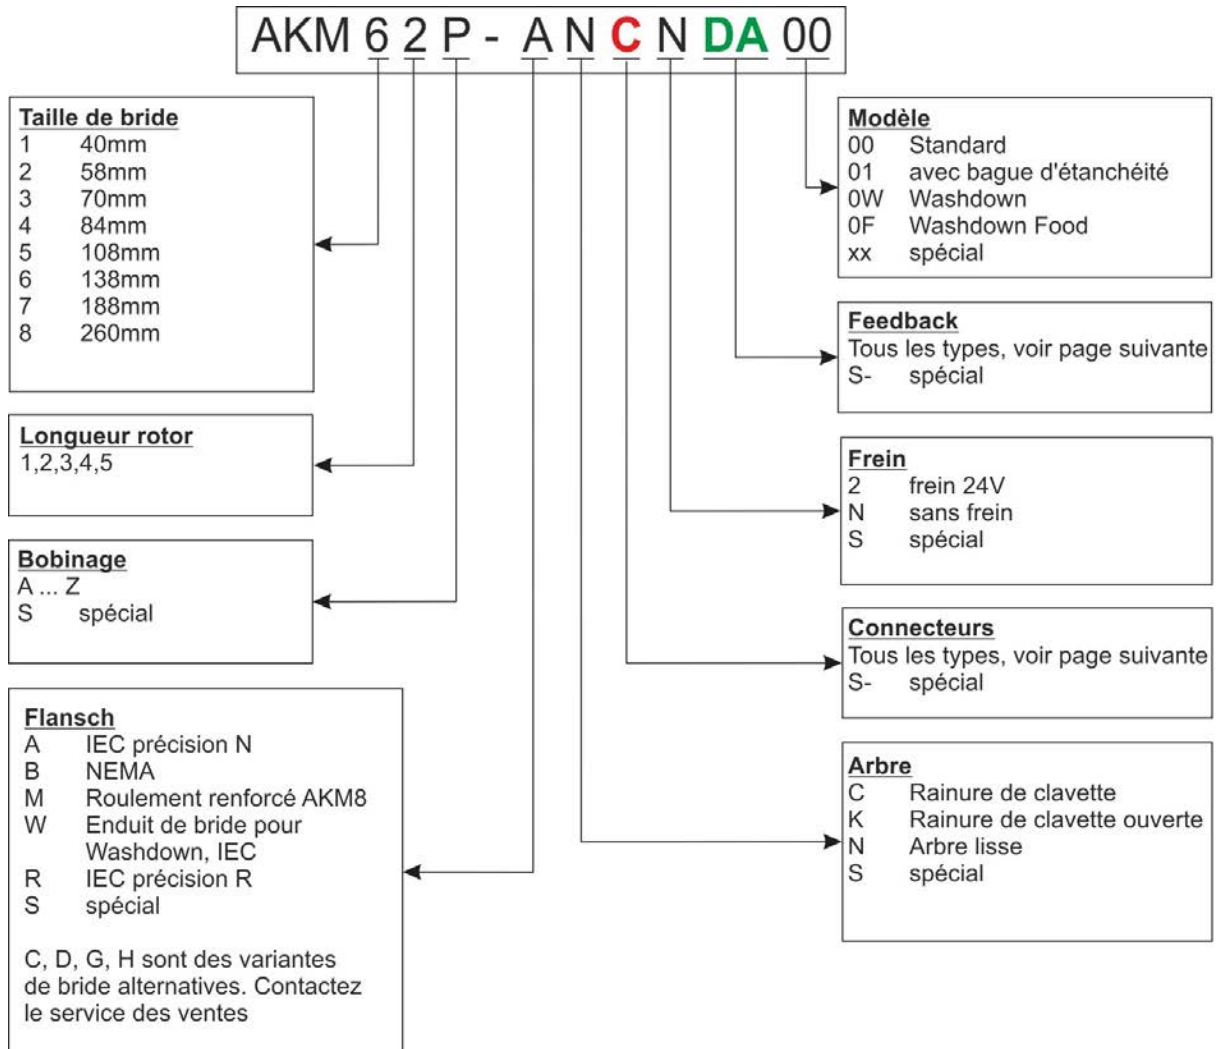 AKM 6 2 P - A N C N DA 00
Taille de bride
1 40mm
2 58mm
3 70mm
4 84mm
5 108mm
6 138mm
7 188mm
8 260mm
Longueur rotor
1,2,3,4,5
Bobinage
A ... Z
S spécial
Flansch
A IEC précision N
B NEMA
M Roulement renforcé AKM8
W Enduit de bride pour
Washdown, IEC
R IEC précision R
S spécial
C, D, G, H sont des variantes
de bride alternatives. Contactez
le service des ventes
Modèle
00 Standard
01 avec bague d'étanchéité
0W Washdown
0F Washdown Food
xx spécial
Feedback
Tous les types, voir page suivante
S- spécial
Frein
2 frein 24V
N sans frein
S spécial
Connecteurs
Tous les types, voir page suivante
S- spécial
Arbre
C Rainure de clavette
K Rainure de clavette ouverte
N Arbre lisse
S spécial